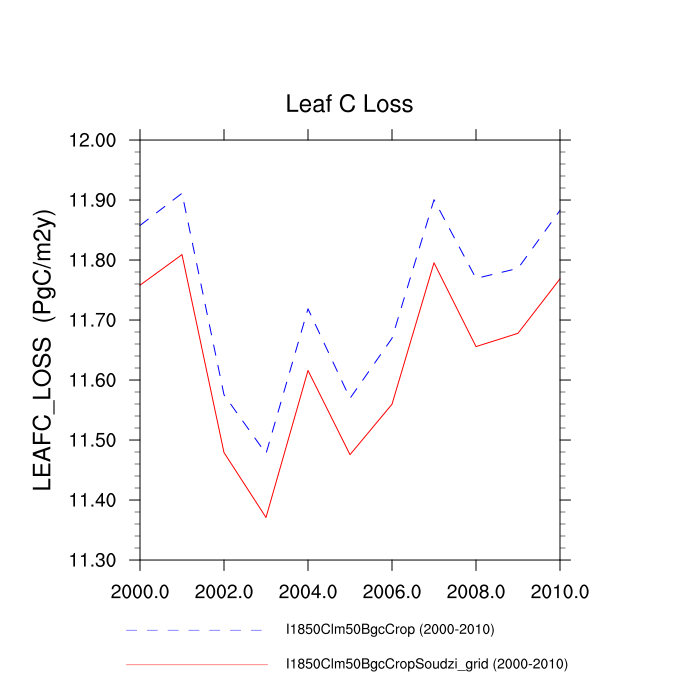 Leaf C Loss
LEAFC_LOSS (PgC/m2y)
12.00
11.90
11.80
11.70
11.60
11.50
11.40
11.30
2000.0 2002.0 2004.0 2006.0 2008.0 2010.0
I1850Clm50BgcCrop (2000-2010)
I1850Clm50BgcCropSoudzi_grid (2000-2010)